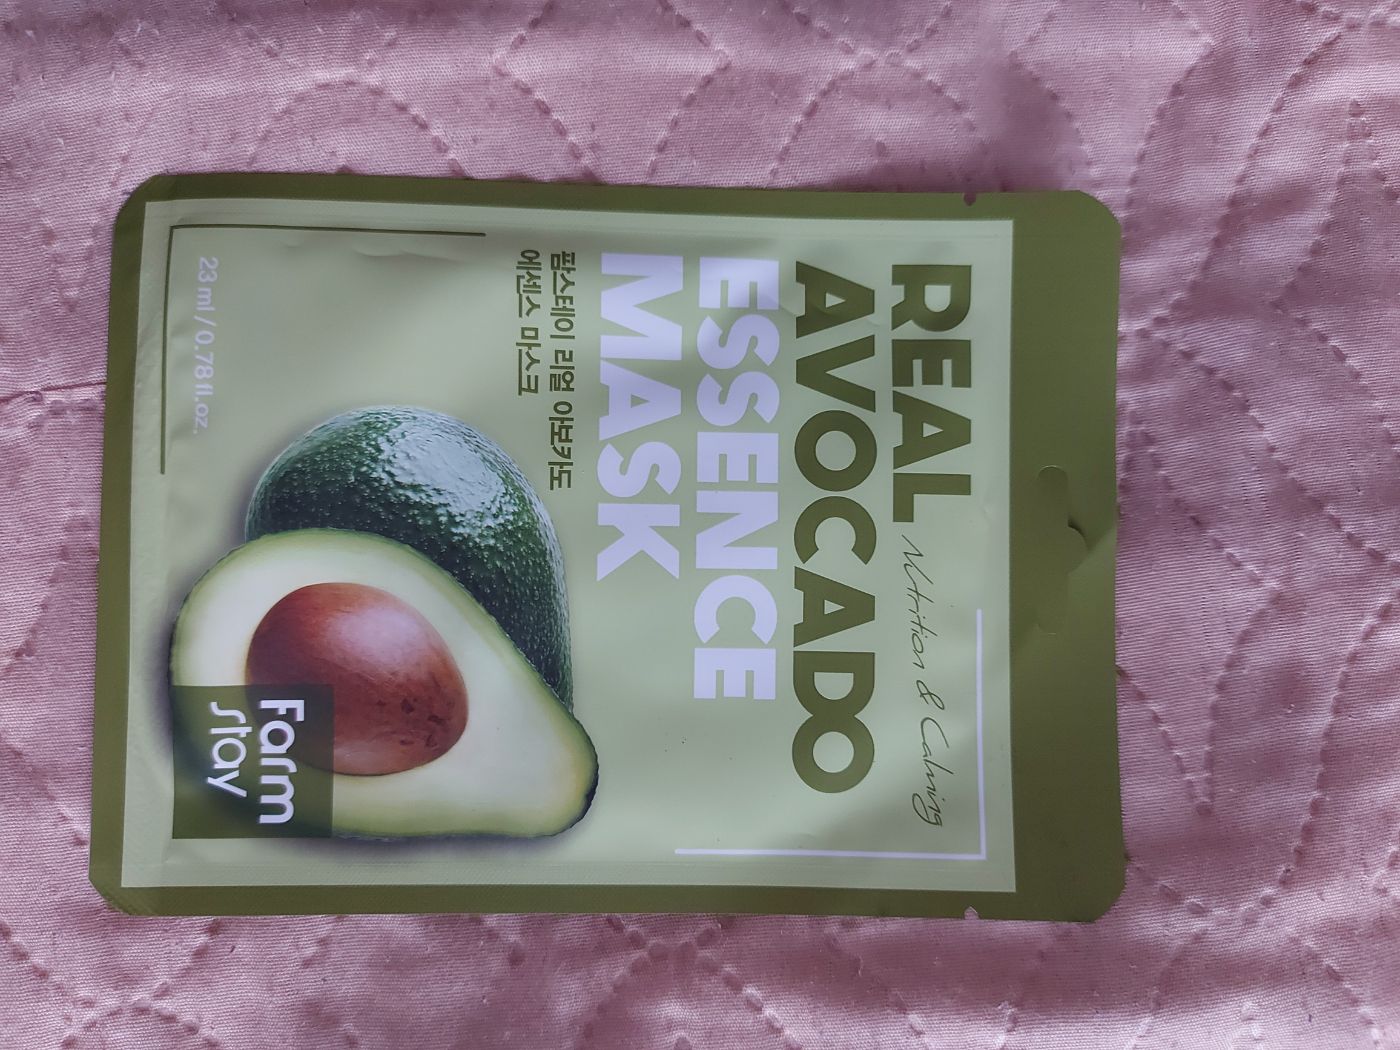 REAL
Nutrition & Calming
AVOCADO
ESSENCE
MASK
팜스테이 리얼 아보카도
에센스 마스크
23 ml / 0.78 fl.oz.
Farm
stay